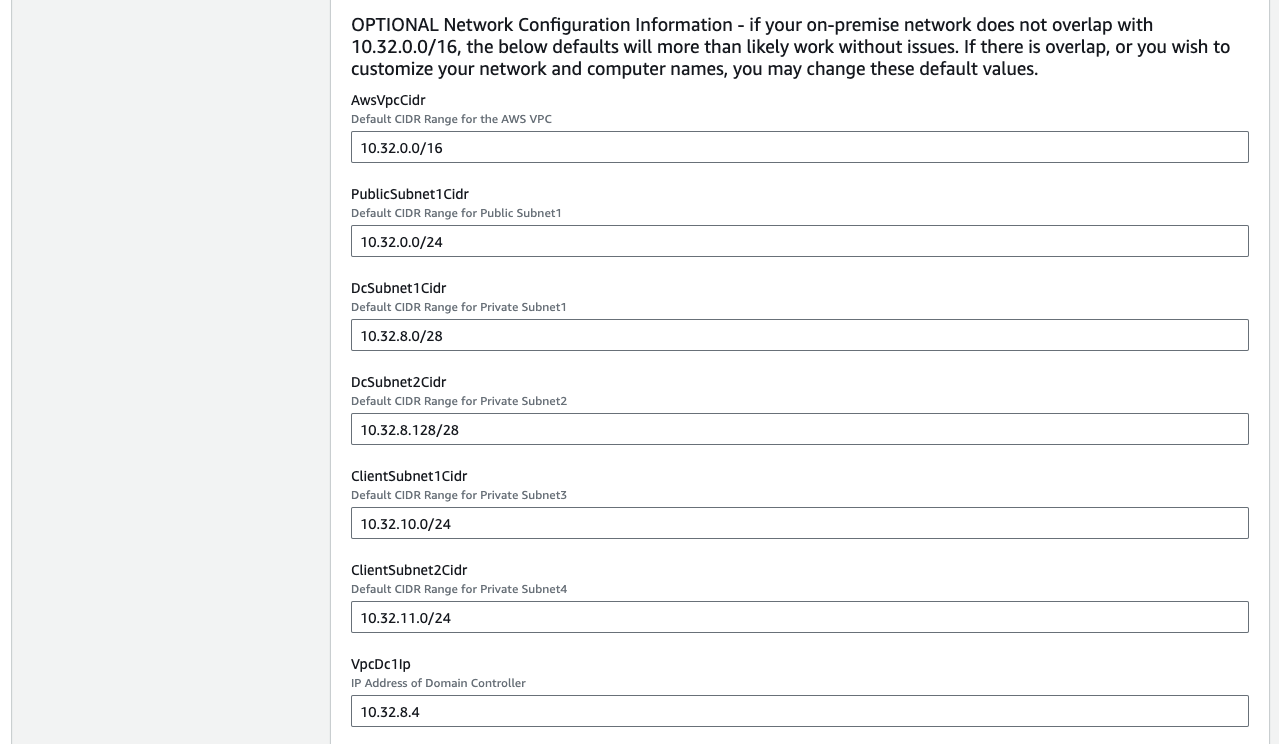 OPTIONAL Network Configuration Information - if your on-premise network does not overlap with
10.32.0.0/16, the below defaults will more than likely work without issues. If there is overlap, or you wish to
customize your network and computer names, you may change these default values.
AwsVpcCidr
Default CIDR Range for the AWS VPC
10.32.0.0/16
PublicSubnet1Cidr
Default CIDR Range for Public Subnet1
10.32.0.0/24
DcSubnet1Cidr
Default CIDR Range for Private Subnet1
10.32.8.0/28
DcSubnet2Cidr
Default CIDR Range for Private Subnet2
10.32.8.128/28
ClientSubnet1Cidr
Default CIDR Range for Private Subnet3
10.32.10.0/24
ClientSubnet2Cidr
Default CIDR Range for Private Subnet4
10.32.11.0/24
VpcDc1Ip
IP Address of Domain Controller
10.32.8.4